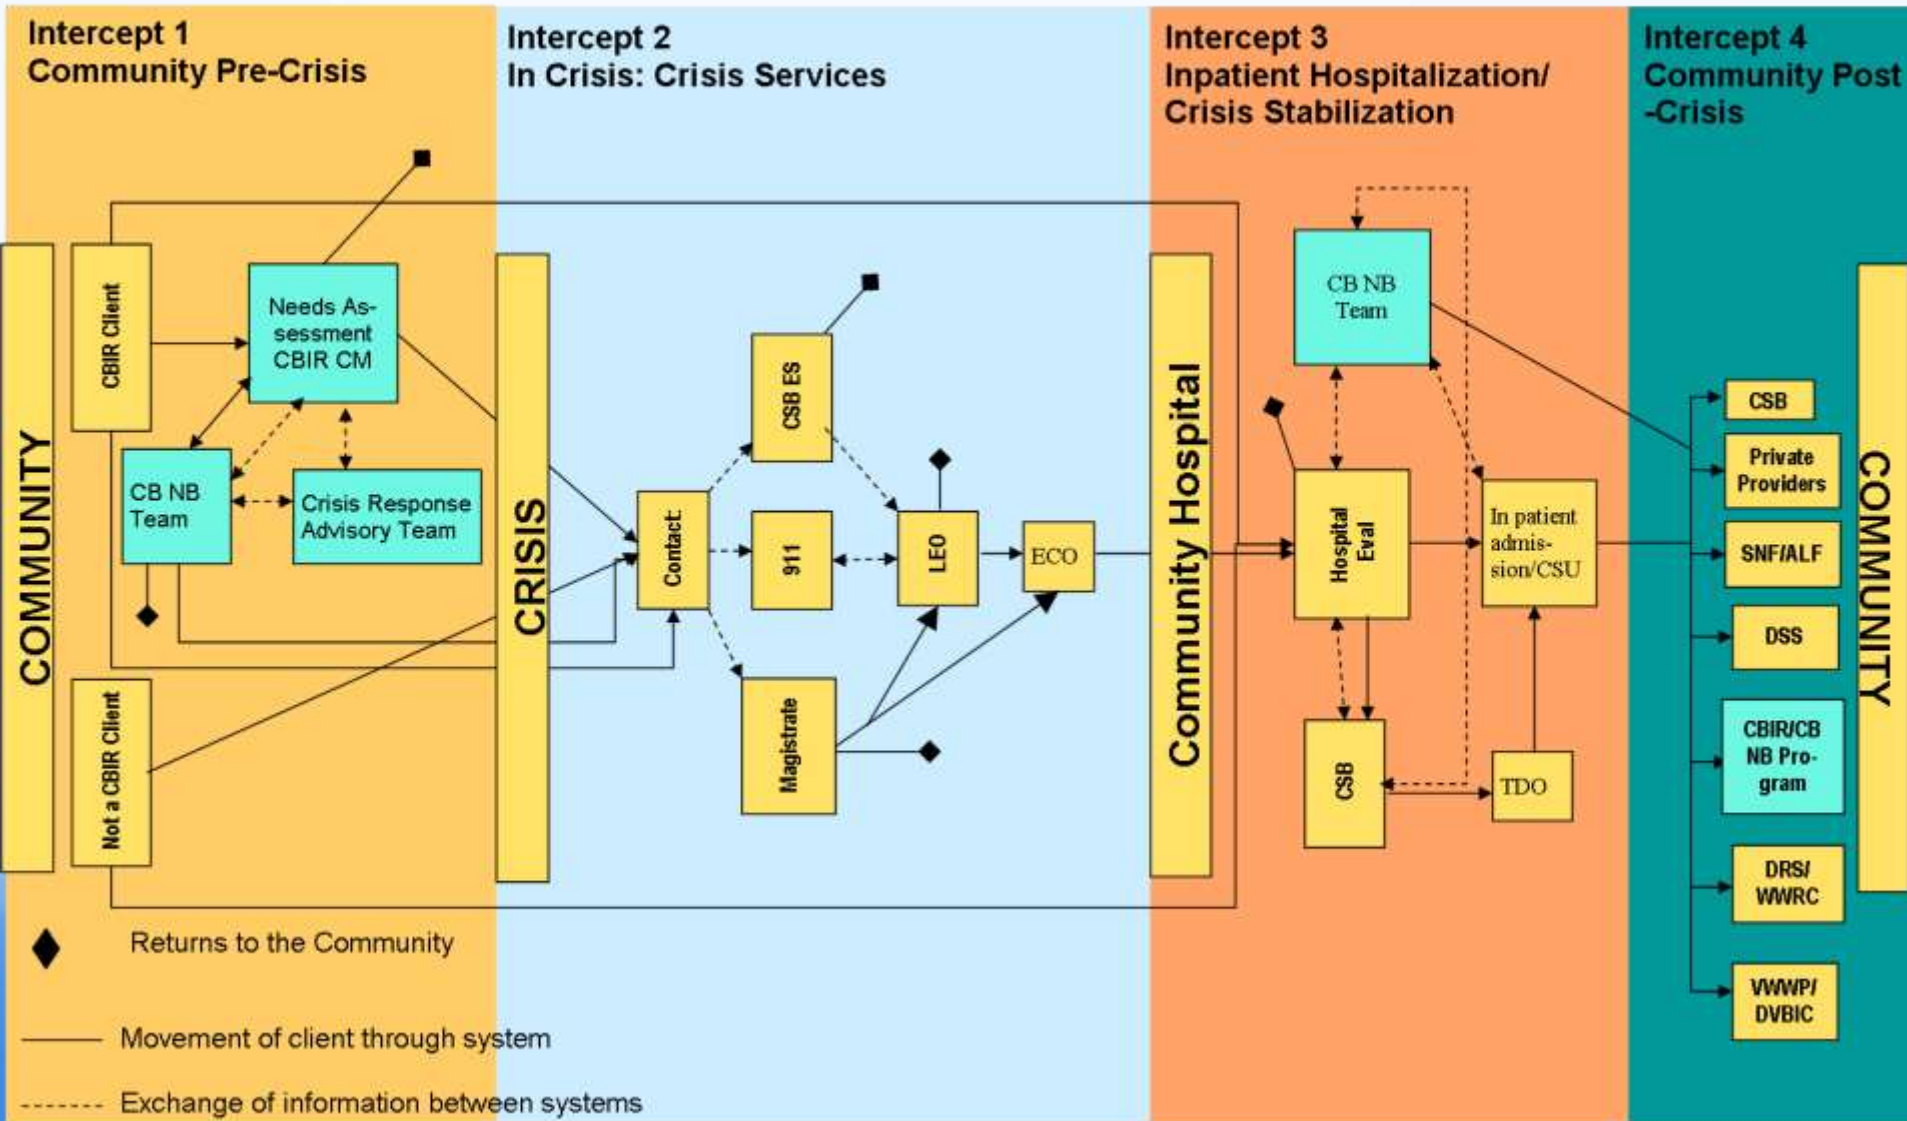 Intercept 1
Community Pre-Crisis
Intercept 2
In Crisis: Crisis Services
Intercept 3
Inpatient Hospitalization/
Crisis Stabilization
Intercept 4
Community Post
-Crisis
COMMUNITY
CBIR Client
Needs As-
sessment
CBIR CM
CB NB
Team
Crisis Response
Advisory Team
Not a CBIR Client
CRISIS
Contact:
CSB ES
911
Magistrate
LEO
ECO
Community Hospital
CB NB
Team
Hospital
Eval
In patient
admis-
sion/CSU
CSB
TDO
CSB
Private
Providers
SNF/ALF
DSS
CBIR/CB
NB Pro-
gram
DRS/
WWRC
VWWP/
DVBIC
COMMUNITY
Returns to the Community
Movement of client through system
Exchange of information between systems